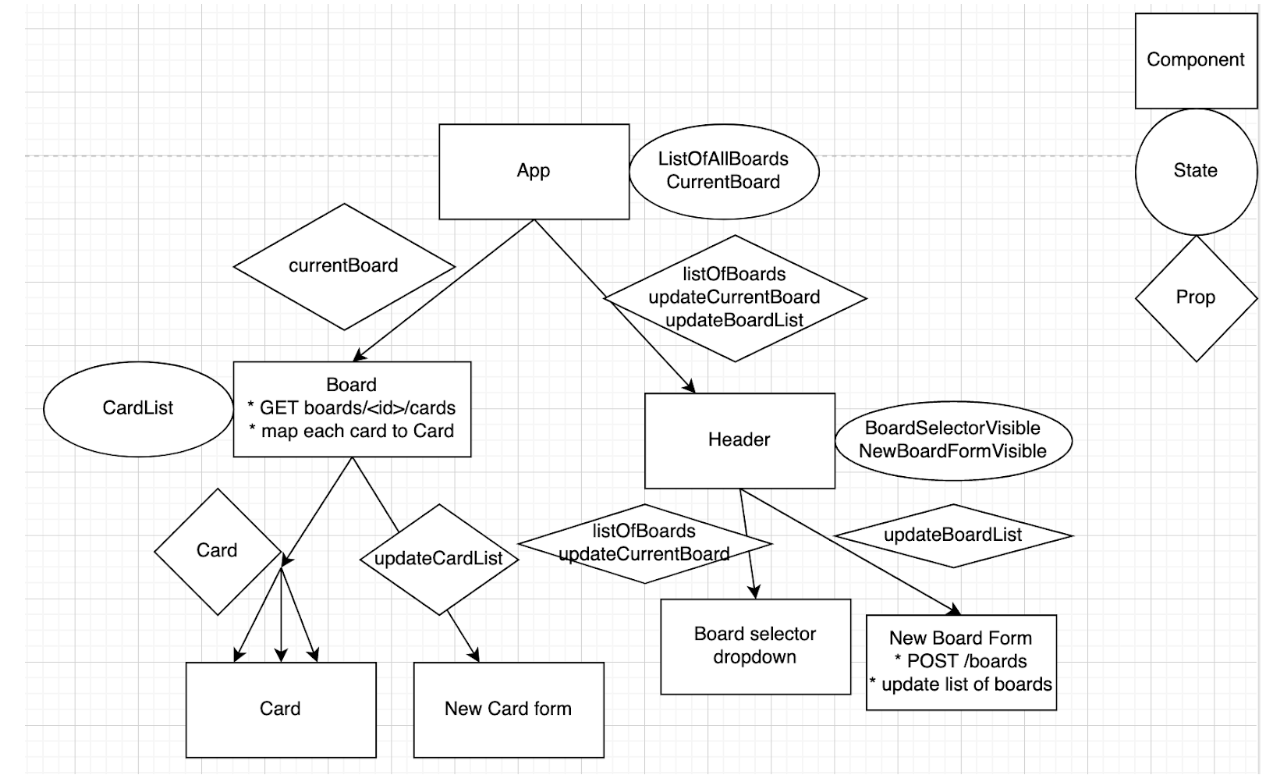 Component
App
ListOfAllBoards
CurrentBoard
State
currentBoard
listOfBoards
updateCurrentBoard
updateBoardList
Prop
CardList
Board
* GET boards/<id>/cards
* map each card to Card
Header
BoardSelectorVisible
NewBoardFormVisible
Card
updateCardList
listOfBoards
updateCurrentBoard
updateBoardList
Board selector
dropdown
New Board Form
* POST /boards
* update list of boards
Card
New Card form